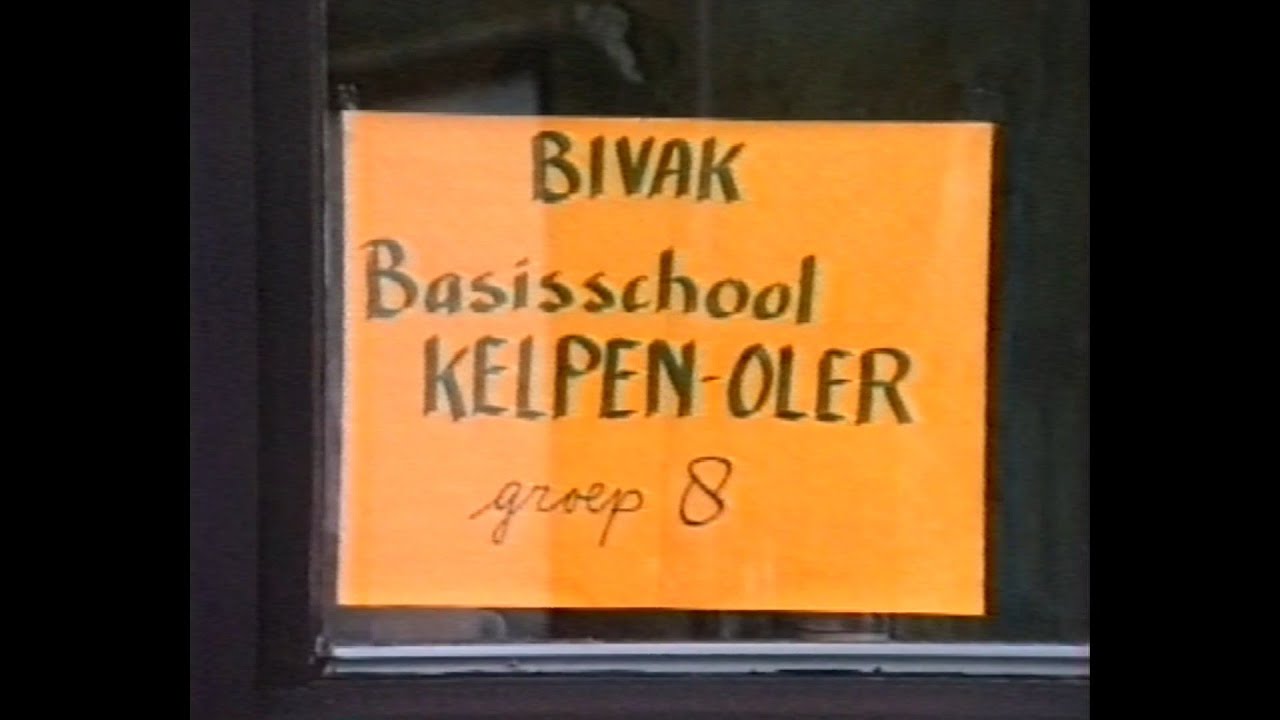 BIVAK
Basisschool
KELPEN-OLER
groep 8